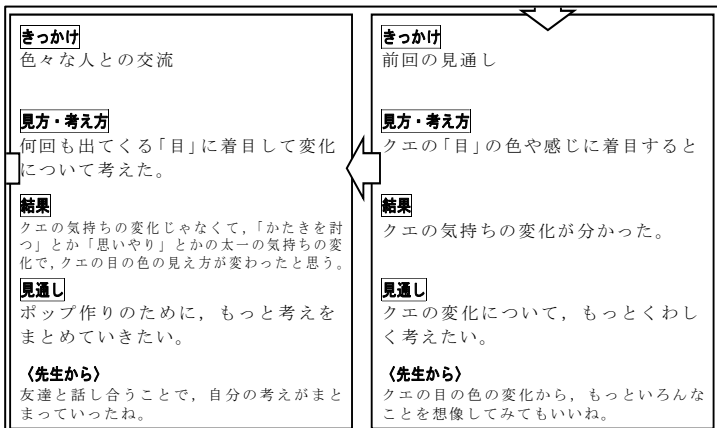 きっかけ
前回の見通し
見方・考え方
クエの「目」の色や感じに着目すると
結果
クエの気持ちの変化が分かった。
見通し
クエの変化について，もっとくわし
く考えたい。
〈先生から〉
クエの目の色の変化から，もっといろんな
ことを想像してみてもいいね。
きっかけ
色々な人との交流
見方・考え方
何回も出てくる「目」に着目して変化
について考えた。
結果
クエの気持ちの変化じゃなくて，「かたきを討
つ」とか「思いやり」とかの太一の気持ちの変
化で，クエの目の色の見え方が変わったと思う。
見通し
ポップ作りのために，もっと考えを
まとめていきたい。
〈先生から〉
友達と話し合うことで，自分の考えがまと
まっていったね。